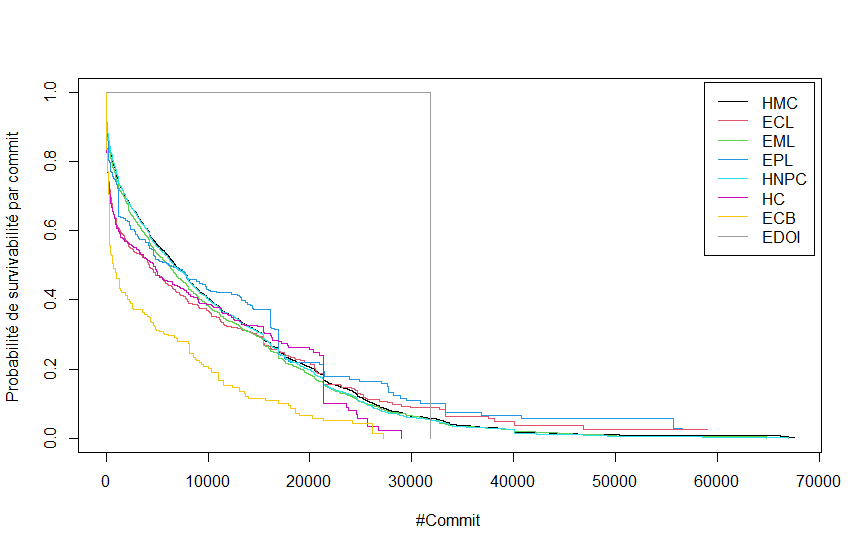 Probabilité de survivabilité par commit
1.0
0.8
0.6
0.4
0.2
0.0
HMC
ECL
EML
EPL
HNPC
HC
ECB
EDOI
0 10000 20000 30000 40000 50000 60000 70000
#Commit